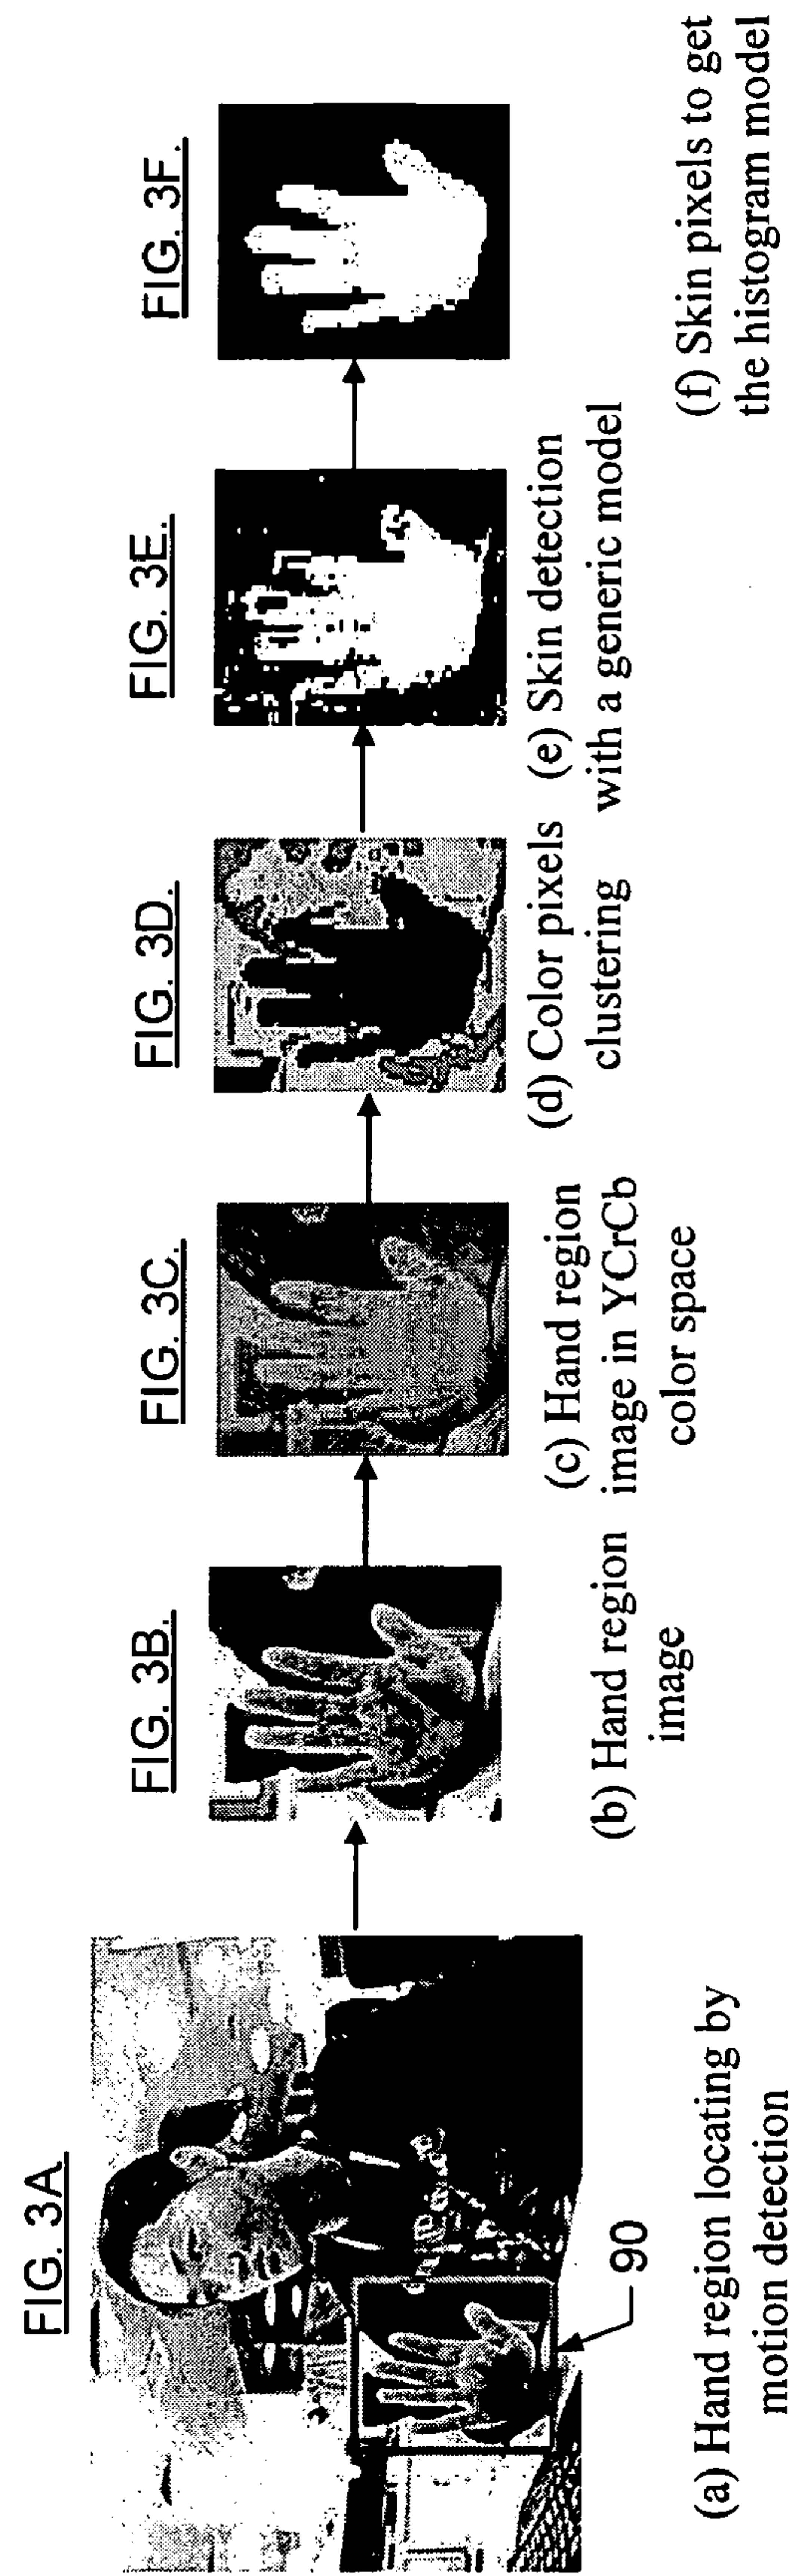 FIG. 3A.
90
(a) Hand region locating by
motion detection
FIG. 3B.
(b) Hand region
image
FIG. 3C.
(c) Hand region
image in YCrCb
color space
FIG. 3D.
(d) Color pixels
clustering
FIG. 3E.
(e) Skin detection
with a generic model
FIG. 3F.
(f) Skin pixels to get
the histogram model